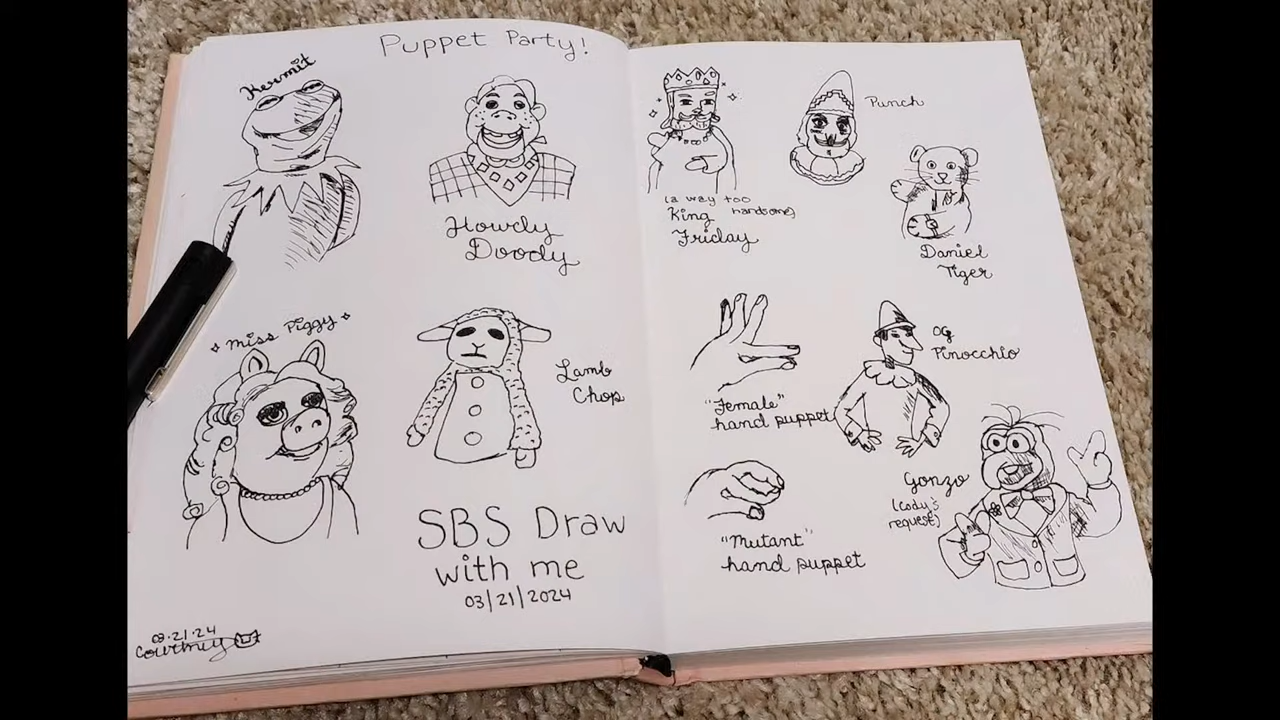 Puppet Party!
Kermit
Howdy
Doody
✧ Miss Piggy ✧
Lamb
Chop
SBS Draw
with me
03/21/2024
03.21.24
Courtney
(a way too
King handsome)
Friday
Punch
Daniel
Tiger
"Female"
hand puppet
OG
Pinocchio
"Mutant"
hand puppet
Gonzo
(Cody's
request)